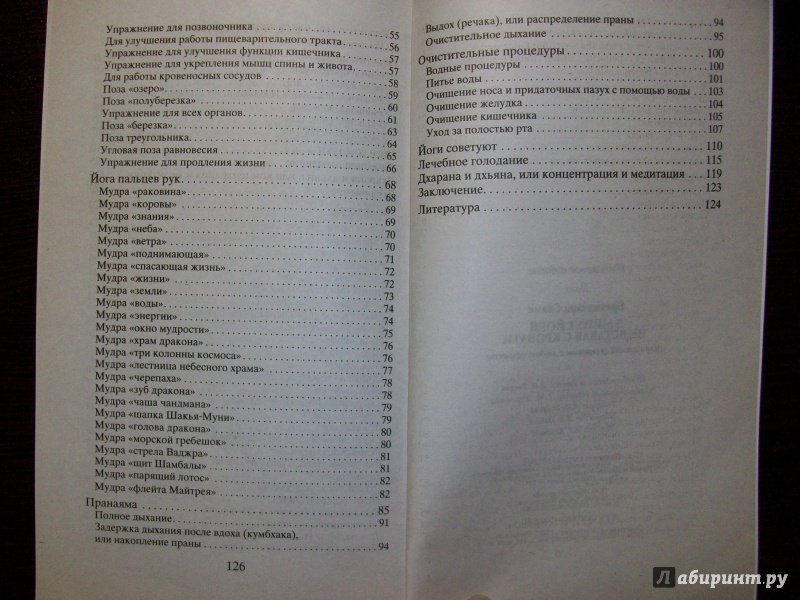 Упражнение для позвоночника 55
Для улучшения работы пищеварительного тракта 56
Упражнение для улучшения функции кишечника 57
Упражнение для укрепления мышц спины и живота, 57
Для работы кровеносных сосудов 58
Поза «озеро» 59
Поза «полуберезка» 60
Упражнение для всех органов 61
Поза «березка» 63
Поза треугольника 64
Угловая поза равновесия 65
Упражнение для продления жизни 66
Йога пальцев рук 68
Мудра «раковина» 68
Мудра «коровы» 69
Мудра «знания» 69
Мудра «неба» 70
Мудра «ветра» 70
Мудра «поднимающая» 71
Мудра «спасающая жизнь» 72
Мудра «жизни» 72
Мудра «земли» 73
Мудра «воды» 74
Мудра «энергии» 74
Мудра «окно мудрости» 75
Мудра «храм дракона» 76
Мудра «три колонны космоса» 76
Мудра «лестница небесного храма» 77
Мудра «черепаха» 78
Мудра «зуб дракона» 78
Мудра «чаша чандмана» 79
Мудра «шапка Шакья-Муни» 79
Мудра «голова дракона» 80
Мудра «морской гребешок» 80
Мудра «стрела Ваджра» 81
Мудра «щит Шамбалы» 81
Мудра «парящий лотос» 82
Мудра «флейта Майтрея» 82
Пранаяма 85
Полное дыхание 91
Задержка дыхания после вдоха (кумбхака),
или накопление праны 94
126
Выдох (речака), или распределение праны 94
Очистительное дыхание 95
Очистительные процедуры 100
Водные процедуры 100
Питье воды 101
Очищение носа и придаточных пазух с помощью воды 103
Очищение желудка 104
Очищение кишечника 105
Уход за полостью рта 107
Йоги советуют 110
Лечебное голодание 115
Дхарана и дхьяна, или концентрация и медитация 119
Заключение 123
Литература 124
Лабиринт.ру